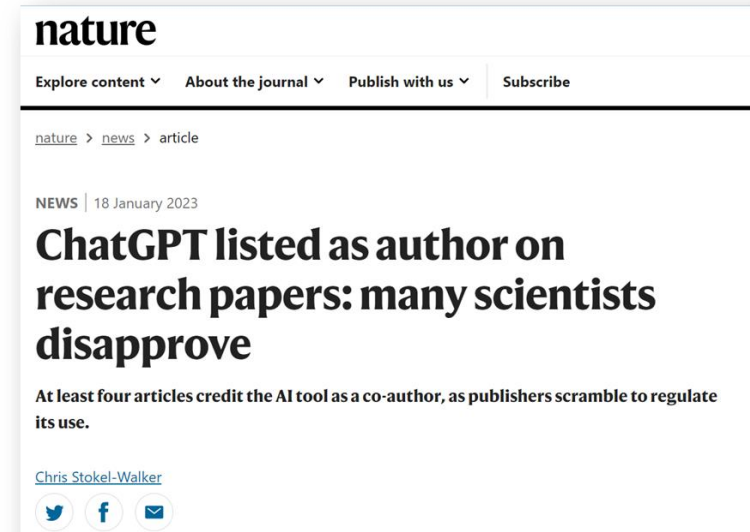 nature
Explore content About the journal Publish with us Subscribe
nature > news > article
NEWS | 18 January 2023
ChatGPT listed as author on
research papers: many scientists
disapprove
At least four articles credit the AI tool as a co-author, as publishers scramble to regulate
its use.
Chris Stokel-Walker